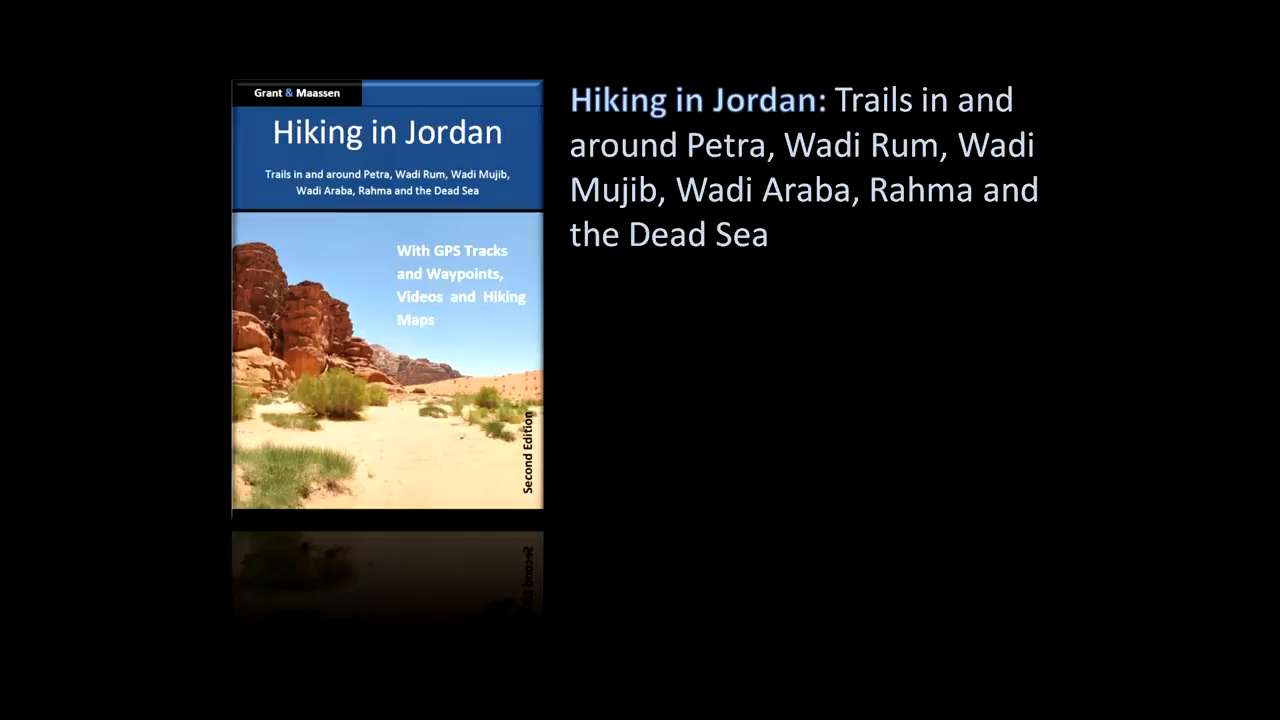 Grant & Maassen
Hiking in Jordan
Trails in and around Petra, Wadi Rum, Wadi Mujib,
Wadi Araba, Rahma and the Dead Sea
With GPS Tracks
and Waypoints,
Videos and Hiking
Maps
Second Edition
Hiking in Jordan: Trails in and
around Petra, Wadi Rum, Wadi
Mujib, Wadi Araba, Rahma and
the Dead Sea